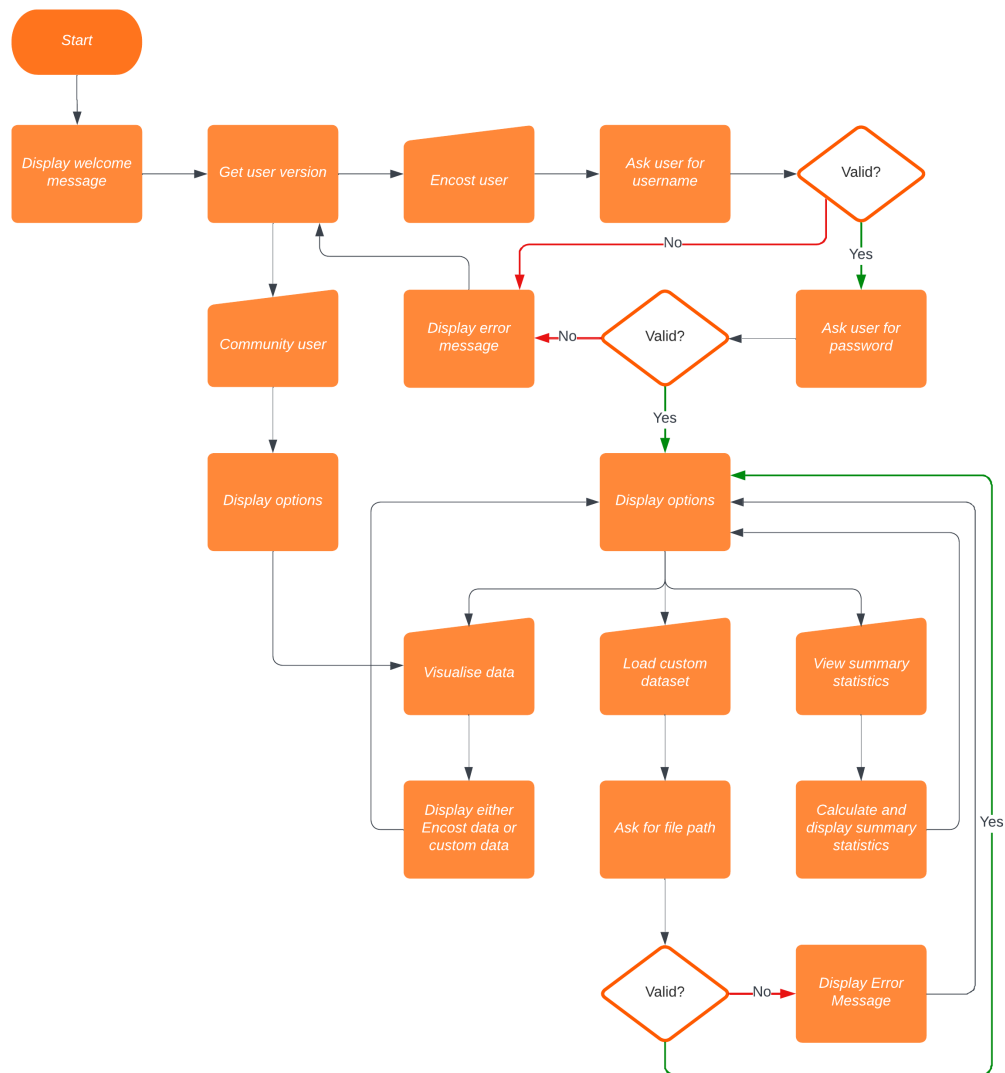 Start
Display welcome
message
Get user version
Encost user
Ask user for
username
Valid?
No
Yes
Community user
Display error
message
No
Valid?
Ask user for
password
Yes
Display options
Display options
Visualise data
Load custom
dataset
View summary
statistics
Display either
Encost data or
custom data
Ask for file path
Calculate and
display summary
statistics
Yes
Valid?
No
Display Error
Message